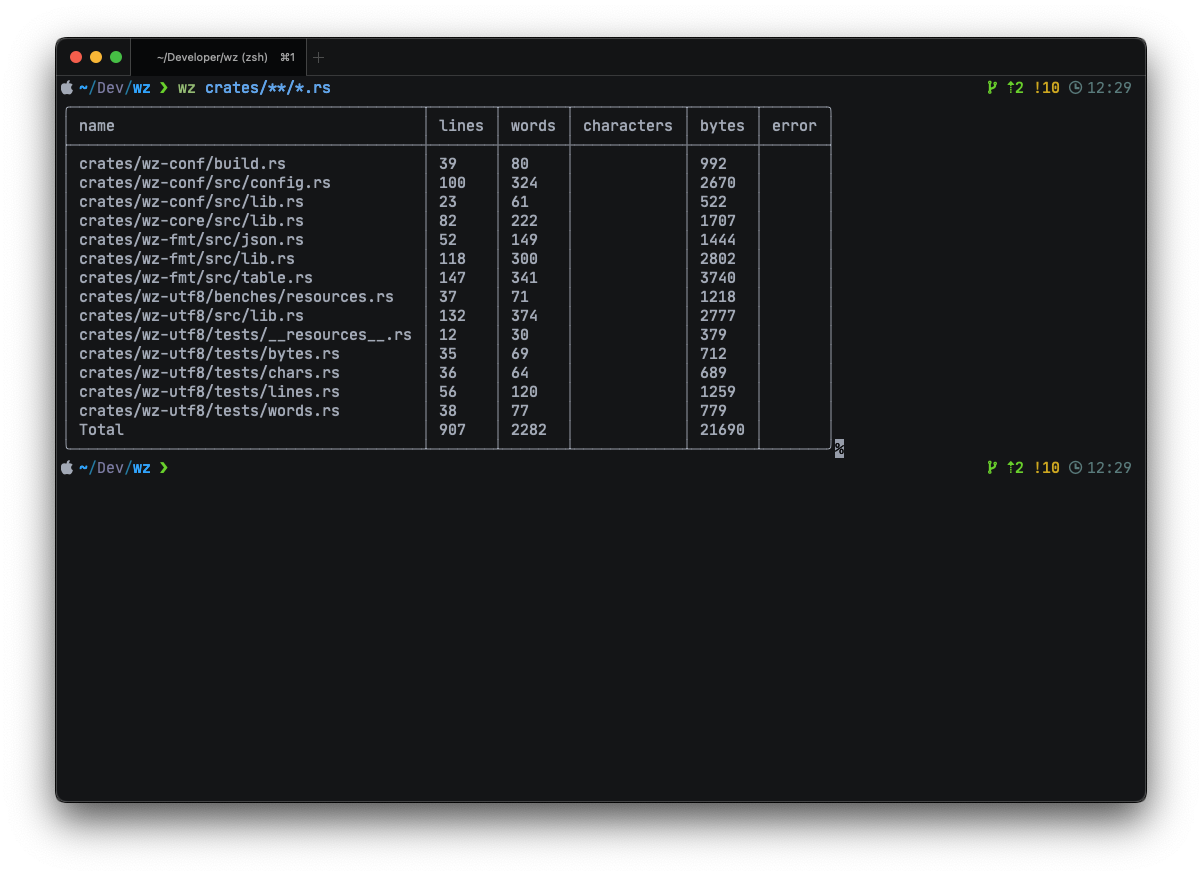 ~/Developer/wz (zsh) ⌘1 +
~/Dev/wz ❯ wz crates/**/*.rs ⇡2 !10 12:29
name lines words characters bytes error
crates/wz-conf/build.rs 39 80 992
crates/wz-conf/src/config.rs 100 324 2670
crates/wz-conf/src/lib.rs 23 61 522
crates/wz-core/src/lib.rs 82 222 1707
crates/wz-fmt/src/json.rs 52 149 1444
crates/wz-fmt/src/lib.rs 118 300 2802
crates/wz-fmt/src/table.rs 147 341 3740
crates/wz-utf8/benches/resources.rs 37 71 1218
crates/wz-utf8/src/lib.rs 132 374 2777
crates/wz-utf8/tests/__resources__.rs 12 30 379
crates/wz-utf8/tests/bytes.rs 35 69 712
crates/wz-utf8/tests/chars.rs 36 64 689
crates/wz-utf8/tests/lines.rs 56 120 1259
crates/wz-utf8/tests/words.rs 38 77 779
Total 907 2282 21690
%
~/Dev/wz ❯ ⇡2 !10 12:29